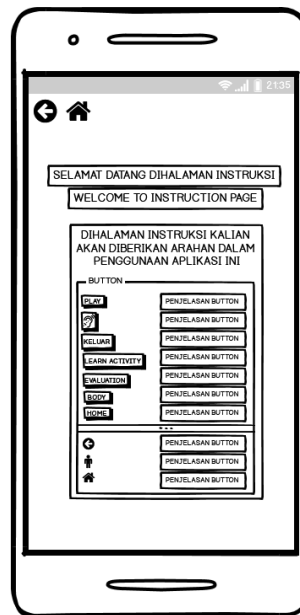 21:35
SELAMAT DATANG DIHALAMAN INSTRUKSI
WELCOME TO INSTRUCTION PAGE
DIHALAMAN INSTRUKSI KALIAN
AKAN DIBERIKAN ARAHAN DALAM
PENGGUNAAN APLIKASI INI
BUTTON
PLAY PENJELASAN BUTTON
PENJELASAN BUTTON
KELUAR PENJELASAN BUTTON
LEARN ACTIVITY PENJELASAN BUTTON
EVALUATION PENJELASAN BUTTON
BODY PENJELASAN BUTTON
HOME PENJELASAN BUTTON
...
PENJELASAN BUTTON
PENJELASAN BUTTON
PENJELASAN BUTTON